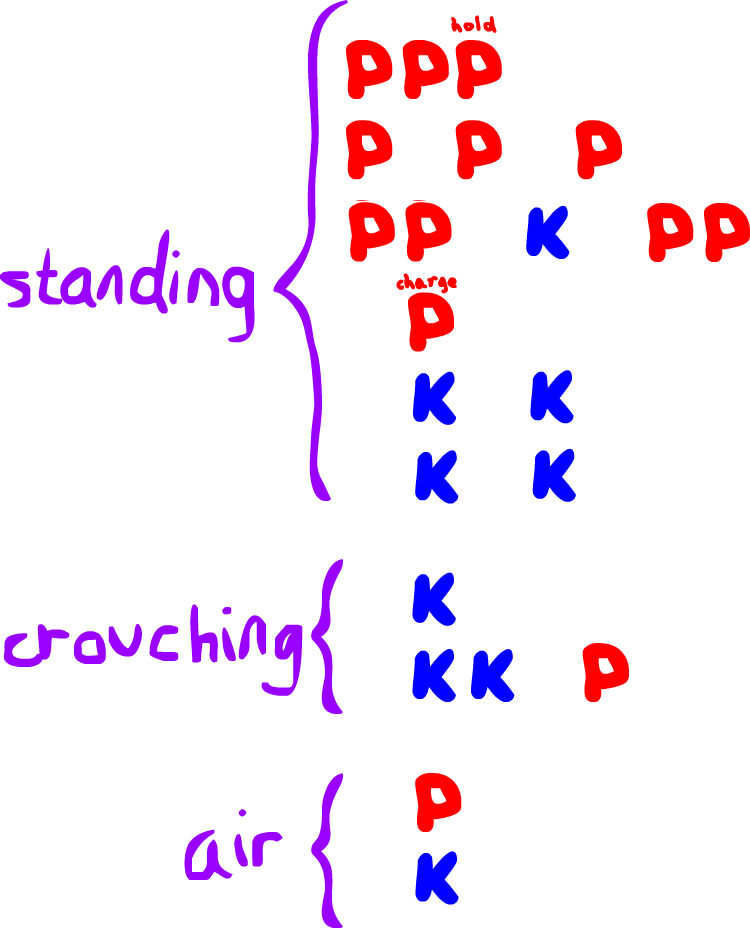 hold
PPP
P P P
PP K PP
standing
charge
P
K K
K K
K
crouching
KK P
P
air
K